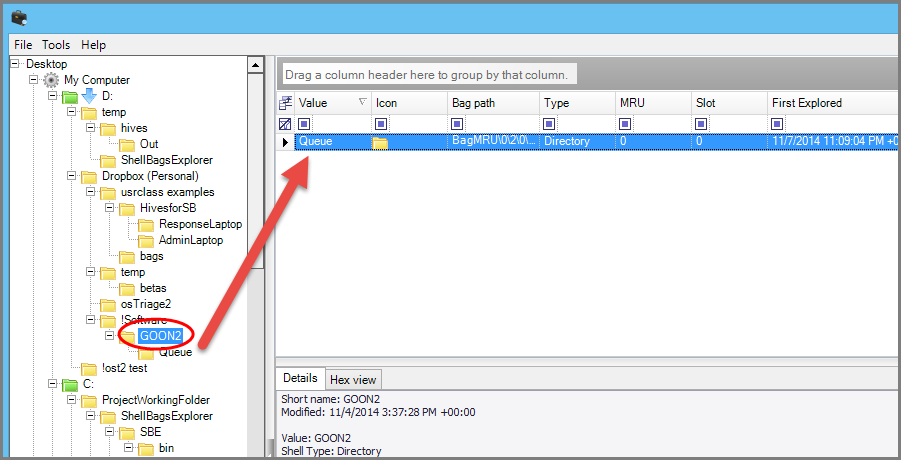 File Tools Help
Desktop
My Computer
D:
temp
hives
Out
ShellBagsExplorer
Dropbox (Personal)
usrclass examples
HivesforSB
ResponseLaptop
AdminLaptop
bags
temp
betas
osTriage2
!Software
GOON2
Queue
!ost2 test
C:
ProjectWorkingFolder
ShellBagsExplorer
SBE
bin
Drag a column header here to group by that column.
Value Icon Bag path Type MRU Slot First Explored
Queue BagMRU\0\2\0\... Directory 0 0 11/7/2014 11:09:04 PM +0
Details Hex view
Short name: GOON2
Modified: 11/4/2014 3:37:28 PM +00:00
Value: GOON2
Shell Type: Directory